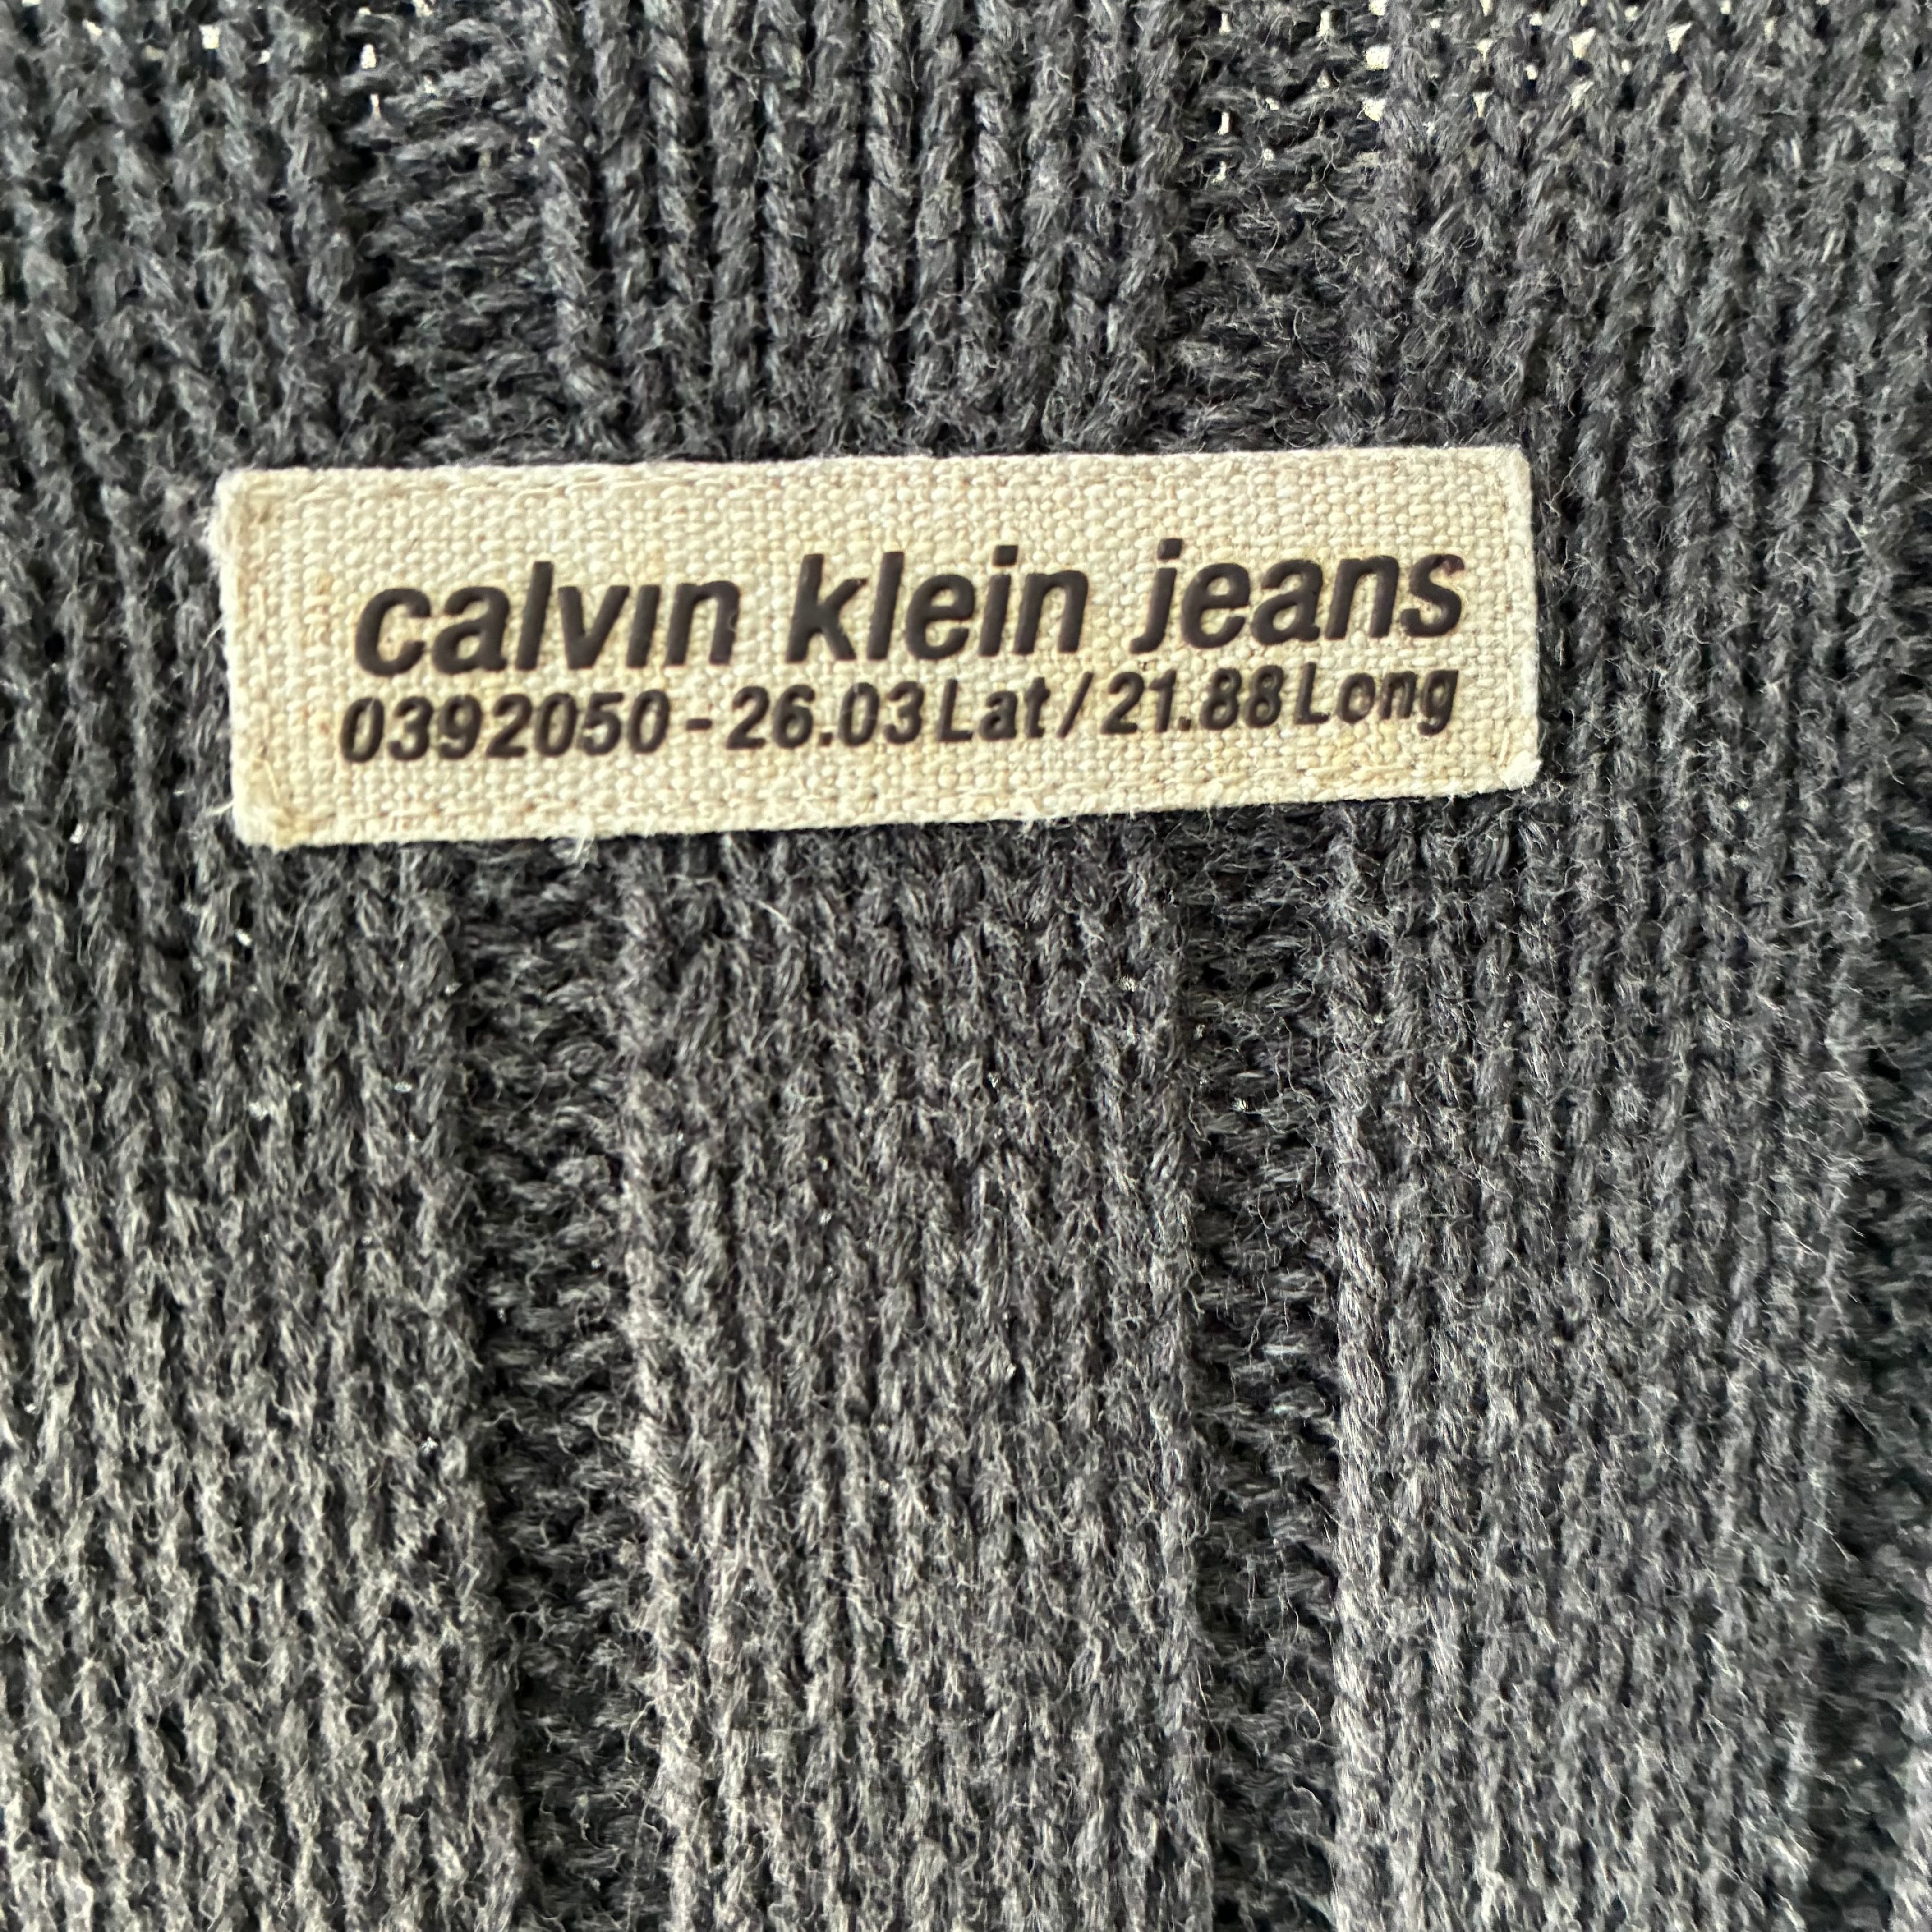 calvin klein jeans
0392050 - 26.03 Lat / 21.88 Long